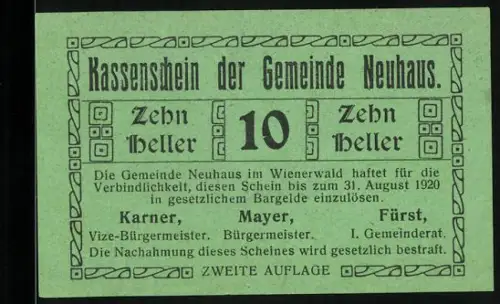 Kassenschein der Gemeinde Neuhaus.
Zehn Heller 10 Zehn Heller
Die Gemeinde Neuhaus im Wienerwald haftet für die
Verbindlichkeit, diesen Schein bis zum 31. August 1920
in gesetzlichem Bargelde einzulösen.
Karner, Mayer, Fürst,
Vize-Bürgermeister. Bürgermeister. I. Gemeinderat.
Die Nachahmung dieses Scheines wird gesetzlich bestraft.
ZWEITE AUFLAGE